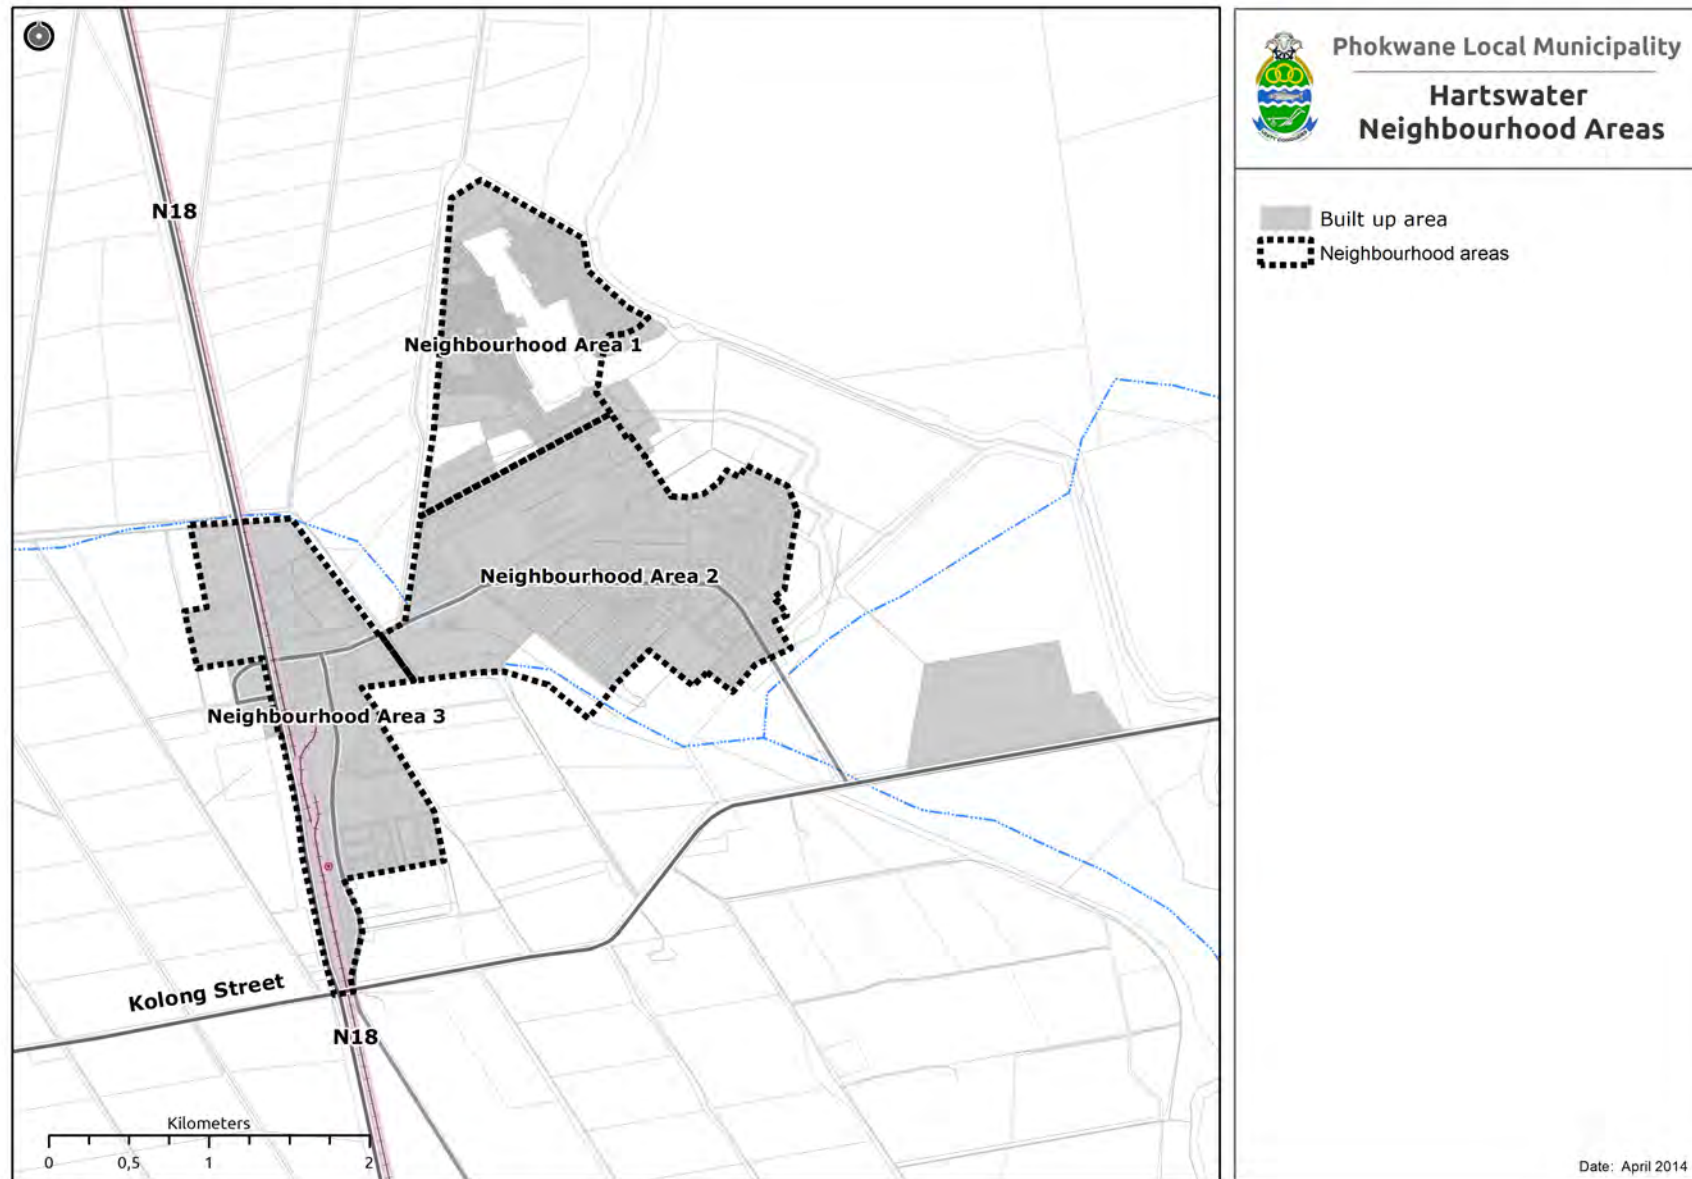 Phokwane Local Municipality
Hartswater
Neighbourhood Areas
Built up area
Neighbourhood areas
N18
Neighbourhood Area 1
Neighbourhood Area 2
Neighbourhood Area 3
Kolong Street
N18
Kilometers
0 0,5 1 2
Date: April 2014